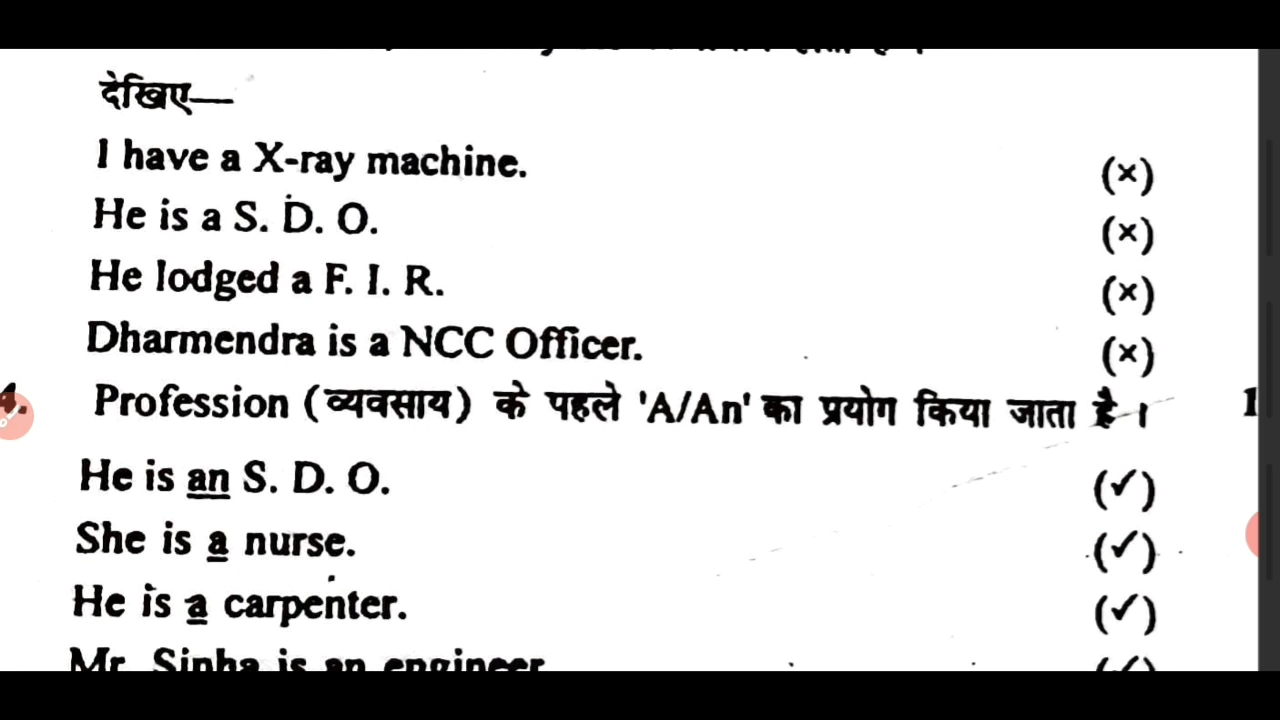 देखिए—
I have a X-ray machine. (×)
He is a S. D. O. (×)
He lodged a F. I. R. (×)
Dharmendra is a NCC Officer. (×)
4. Profession (व्यवसाय) के पहले 'A/An' का प्रयोग किया जाता है। 1
He is an S. D. O. (✓)
She is a nurse. (✓)
He is a carpenter. (✓)
Mr. Sinha is an engineer (✓)